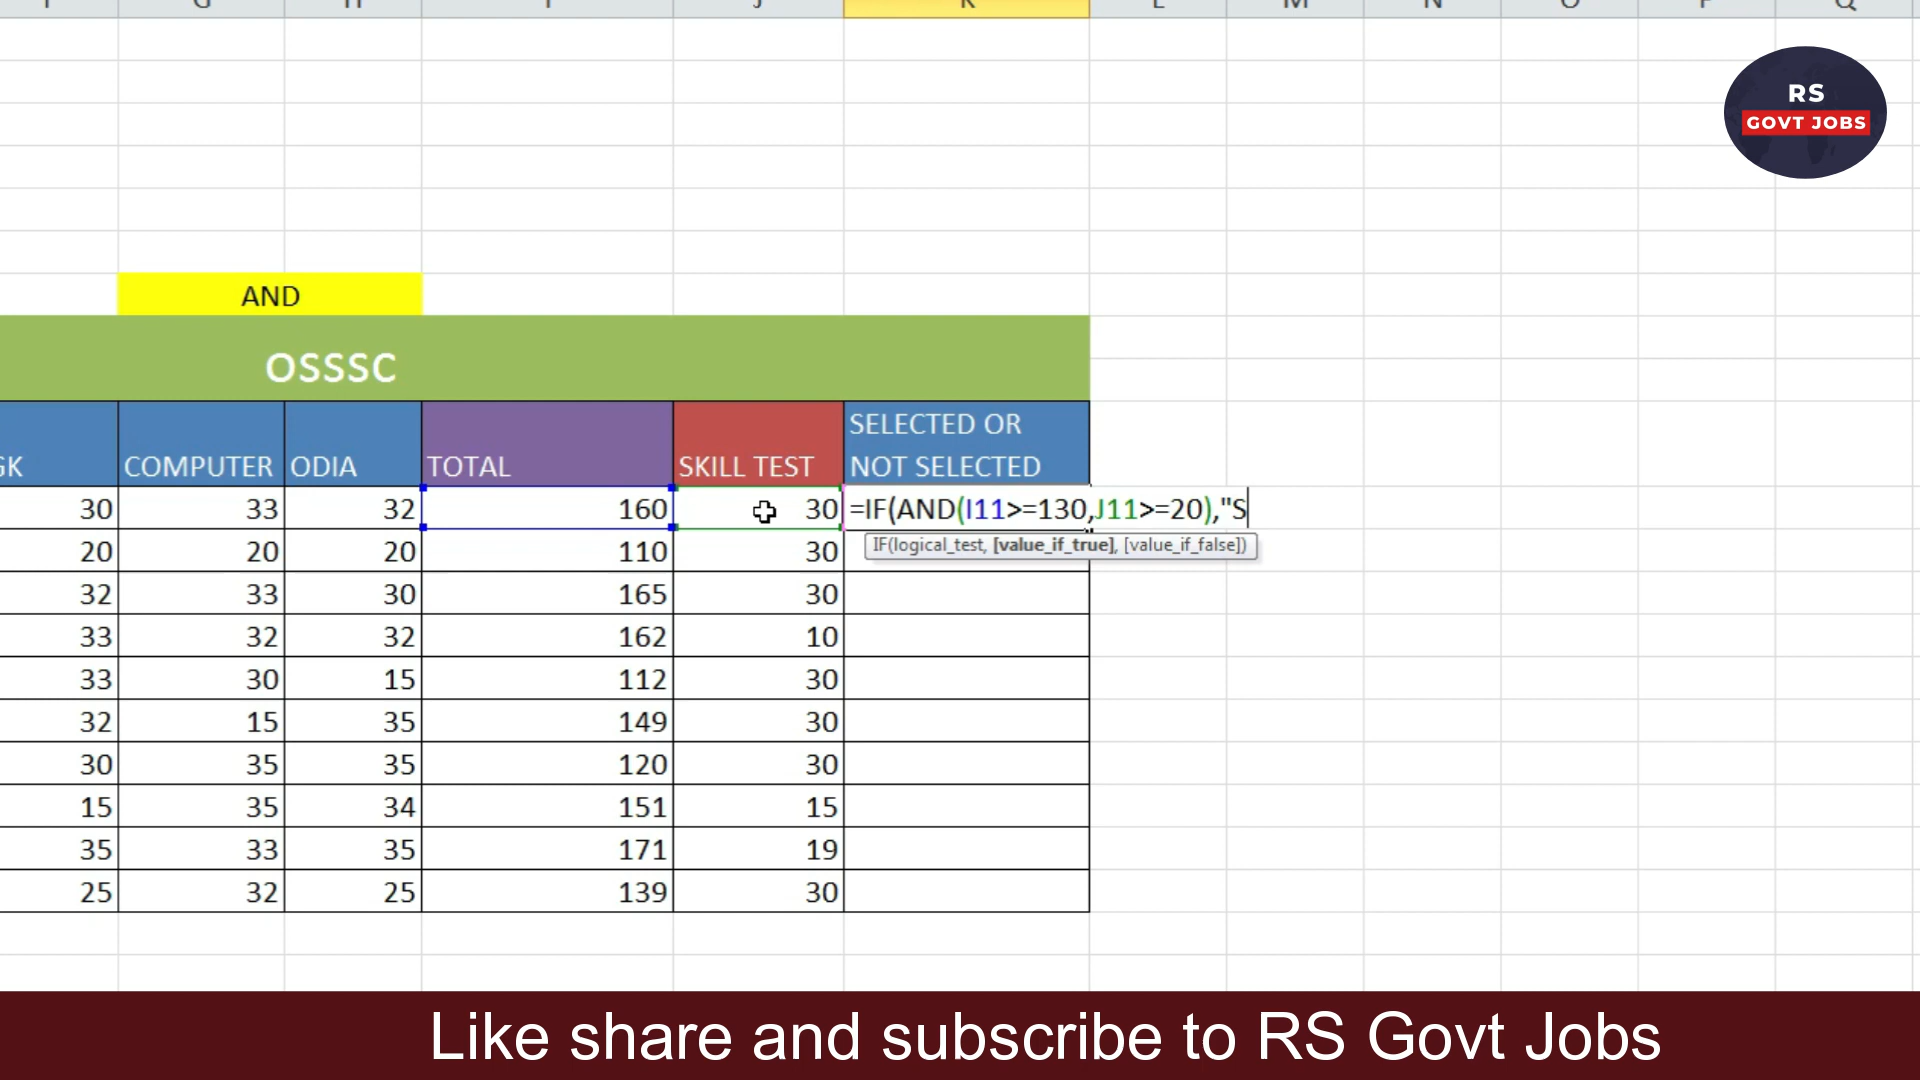 G H I J K L M N O P Q
RS
GOVT JOBS
AND
OSSSC
GK COMPUTER ODIA TOTAL SKILL TEST SELECTED OR
NOT SELECTED
30 33 32 160 30 =IF(AND(I11>=130,J11>=20),"S
IF(logical_test, [value_if_true], [value_if_false])
20 20 20 110 30
32 33 30 165 30
33 32 32 162 10
33 30 15 112 30
32 15 35 149 30
30 35 35 120 30
15 35 34 151 15
35 33 35 171 19
25 32 25 139 30
Like share and subscribe to RS Govt Jobs